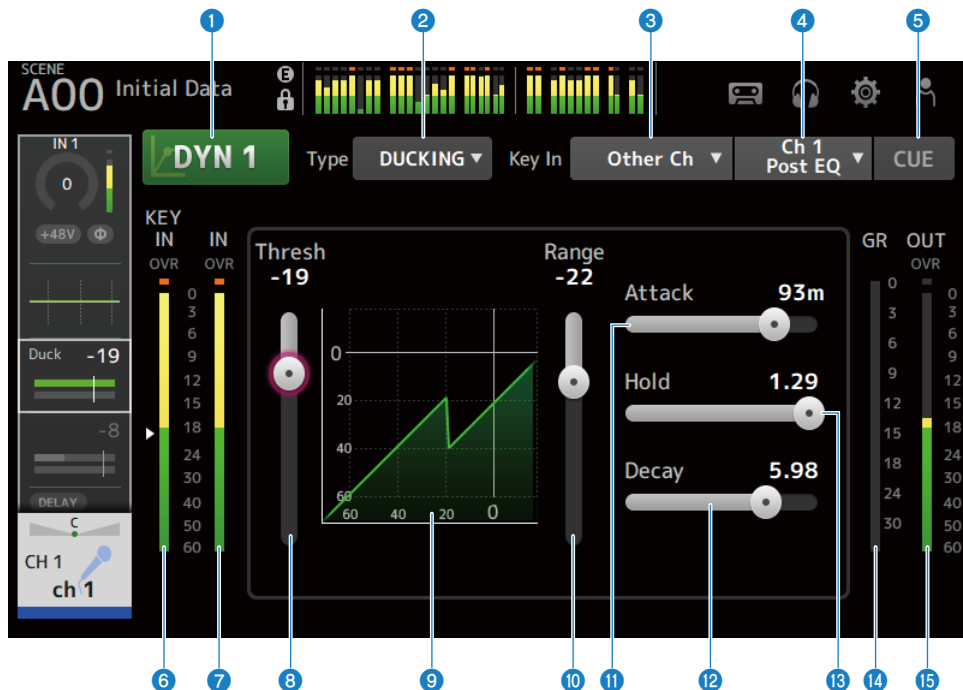 1 2 3 4 5
SCENE
A00 Initial Data E
IN 1
0
+48V Φ
Duck -19
-8
DELAY
C
CH 1
ch 1
DYN 1 Type DUCKING Key In Other Ch Ch 1 Post EQ CUE
KEY IN
OVR
IN
OVR
0
3
6
9
12
15
18
24
30
40
50
60
Thresh
-19
0
20
40
60
60 40 20 0
Range
-22
Attack 93m
Hold 1.29
Decay 5.98
GR
0
3
6
9
12
15
18
24
30
OUT
OVR
0
3
6
9
12
15
18
24
30
40
50
60
6 7 8 9 10 11 12 13 14 15